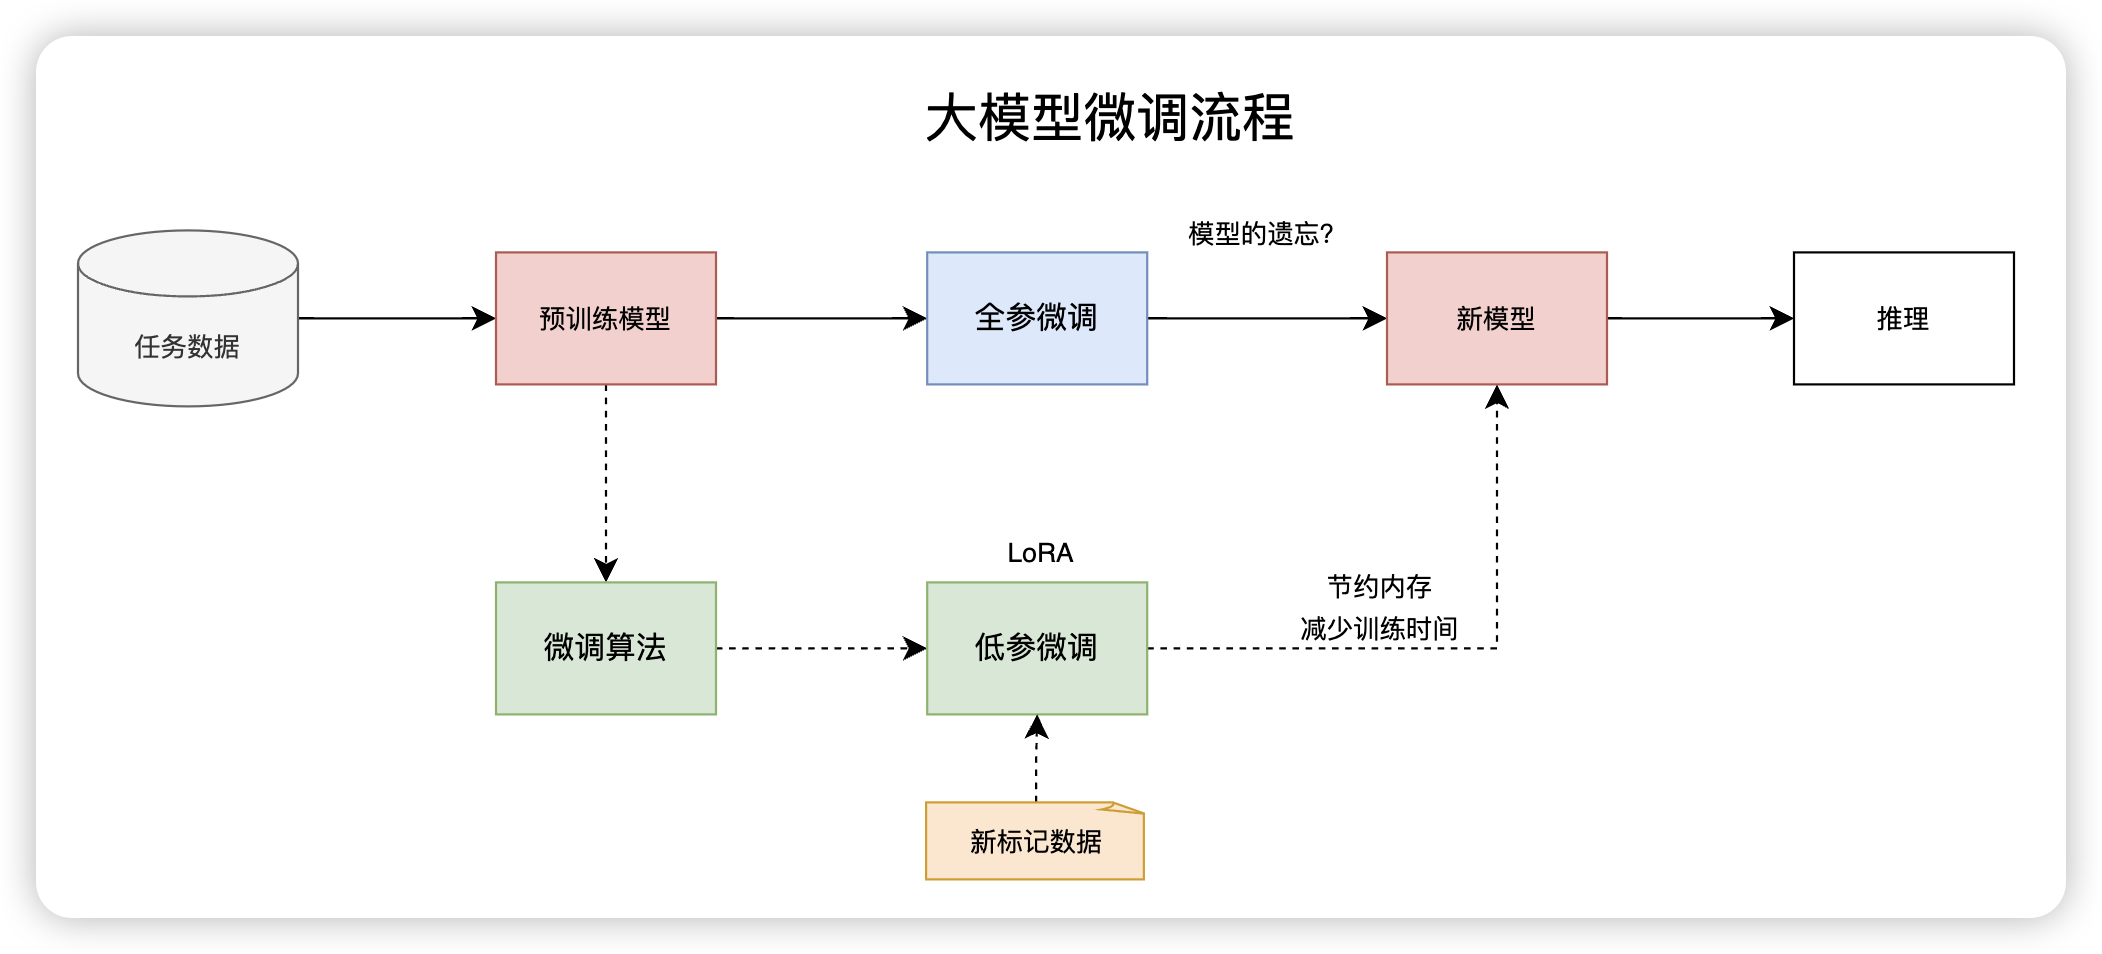 大模型微调流程
模型的遗忘?
任务数据
预训练模型
全参微调
新模型
推理
LoRA
节约内存
减少训练时间
微调算法
低参微调
新标记数据